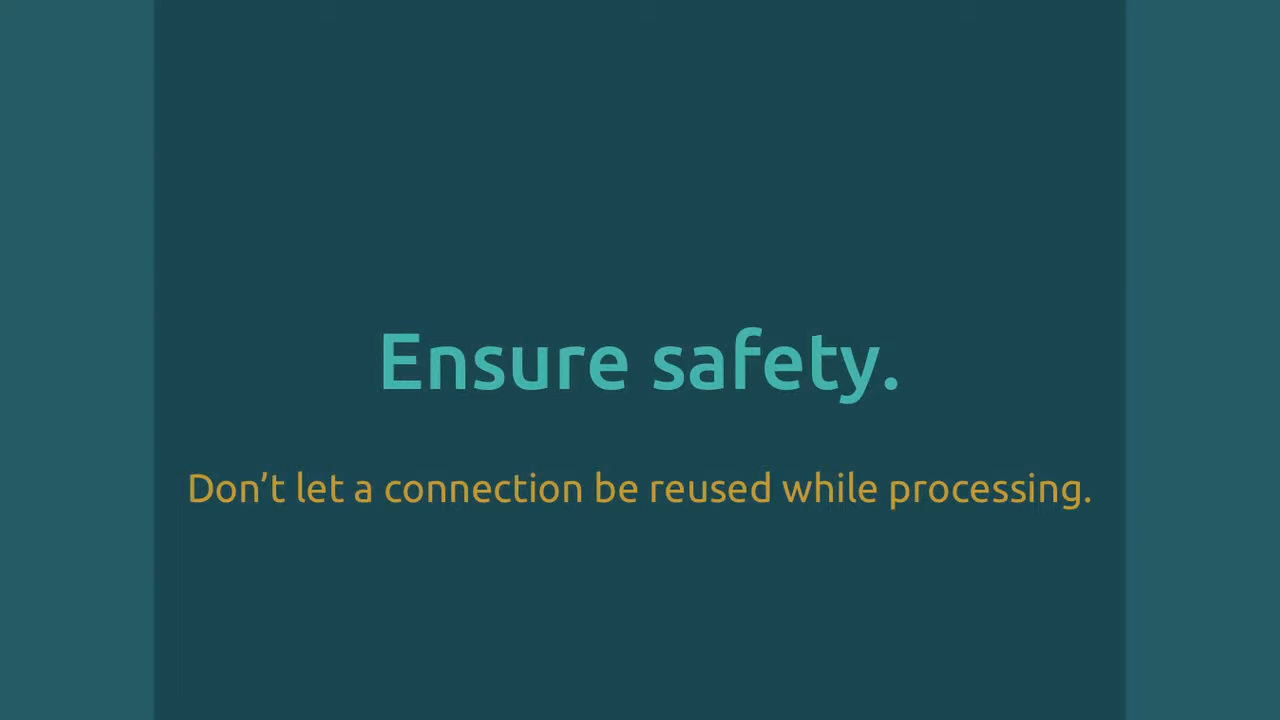 Ensure safety.
Don’t let a connection be reused while processing.